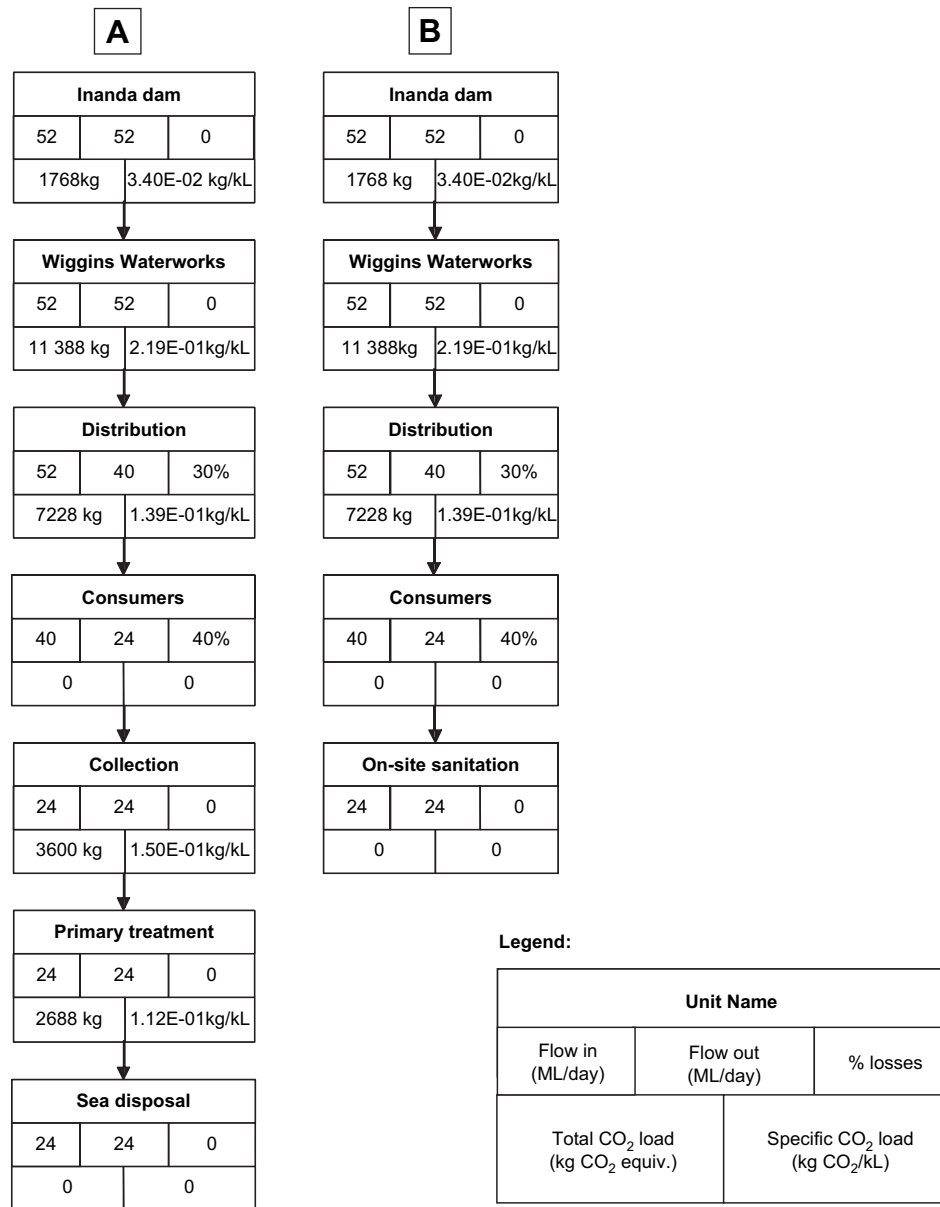 A
Inanda dam
52 52 0
1768kg 3.40E-02 kg/kL
Wiggins Waterworks
52 52 0
11 388 kg 2.19E-01kg/kL
Distribution
52 40 30%
7228 kg 1.39E-01kg/kL
Consumers
40 24 40%
0 0
Collection
24 24 0
3600 kg 1.50E-01kg/kL
Primary treatment
24 24 0
2688 kg 1.12E-01kg/kL
Sea disposal
24 24 0
0 0
B
Inanda dam
52 52 0
1768 kg 3.40E-02kg/kL
Wiggins Waterworks
52 52 0
11 388kg 2.19E-01kg/kL
Distribution
52 40 30%
7228 kg 1.39E-01kg/kL
Consumers
40 24 40%
0 0
On-site sanitation
24 24 0
0 0
Legend:
Unit Name
Flow in
(ML/day)
Flow out
(ML/day)
% losses
Total CO₂ load
(kg CO₂ equiv.)
Specific CO₂ load
(kg CO₂/kL)